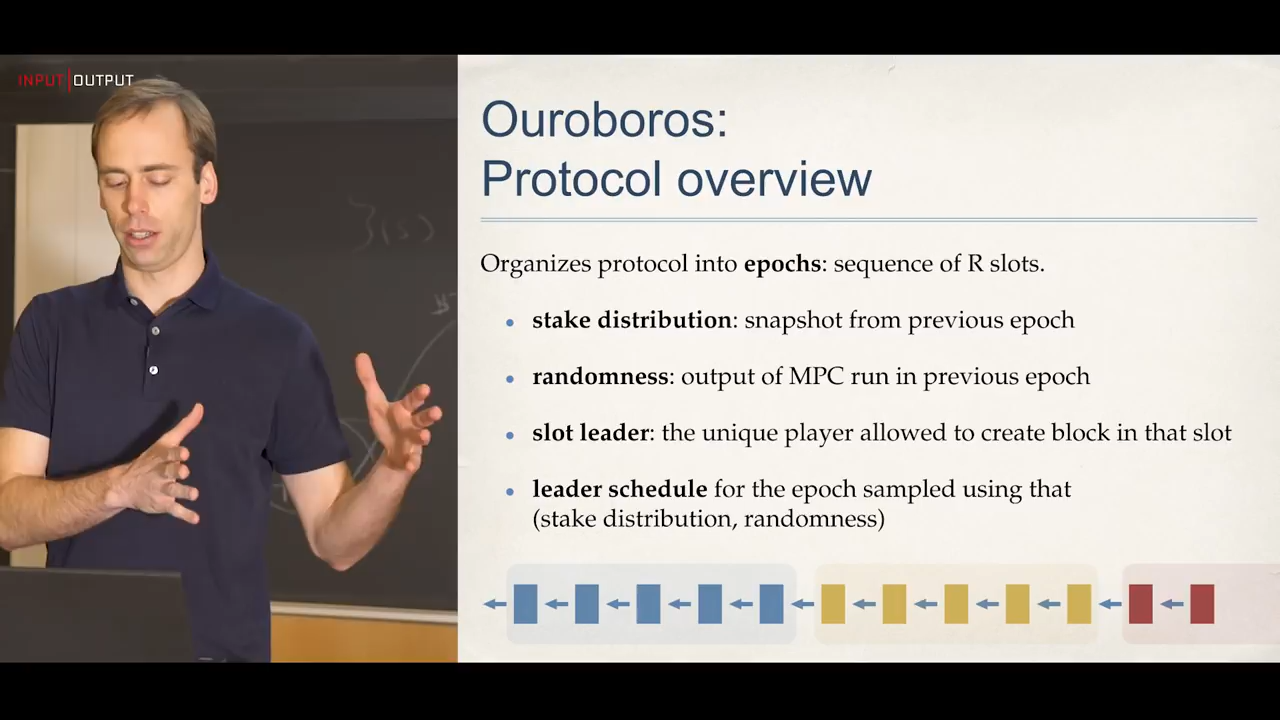 INPUT|OUTPUT
Ouroboros:
Protocol overview
Organizes protocol into epochs: sequence of R slots.
• stake distribution: snapshot from previous epoch
• randomness: output of MPC run in previous epoch
• slot leader: the unique player allowed to create block in that slot
• leader schedule for the epoch sampled using that
(stake distribution, randomness)